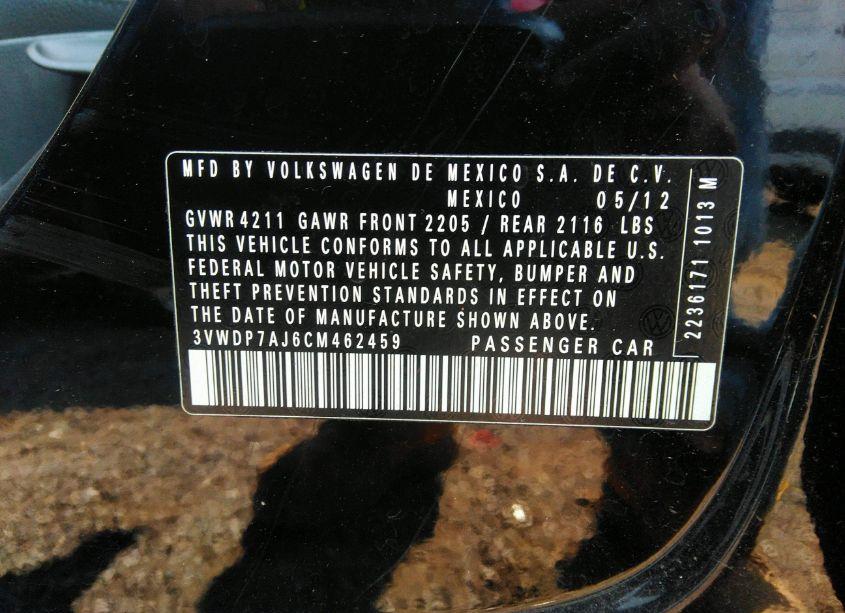 MFD BY VOLKSWAGEN DE MEXICO S.A. DE C.V.
MEXICO 05/12
GVWR 4211 GAWR FRONT 2205 / REAR 2116 LBS
THIS VEHICLE CONFORMS TO ALL APPLICABLE U.S.
FEDERAL MOTOR VEHICLE SAFETY, BUMPER AND
THEFT PREVENTION STANDARDS IN EFFECT ON
THE DATE OF MANUFACTURE SHOWN ABOVE.
3VWDP7AJ6CM462459 PASSENGER CAR
2236171 1013 M